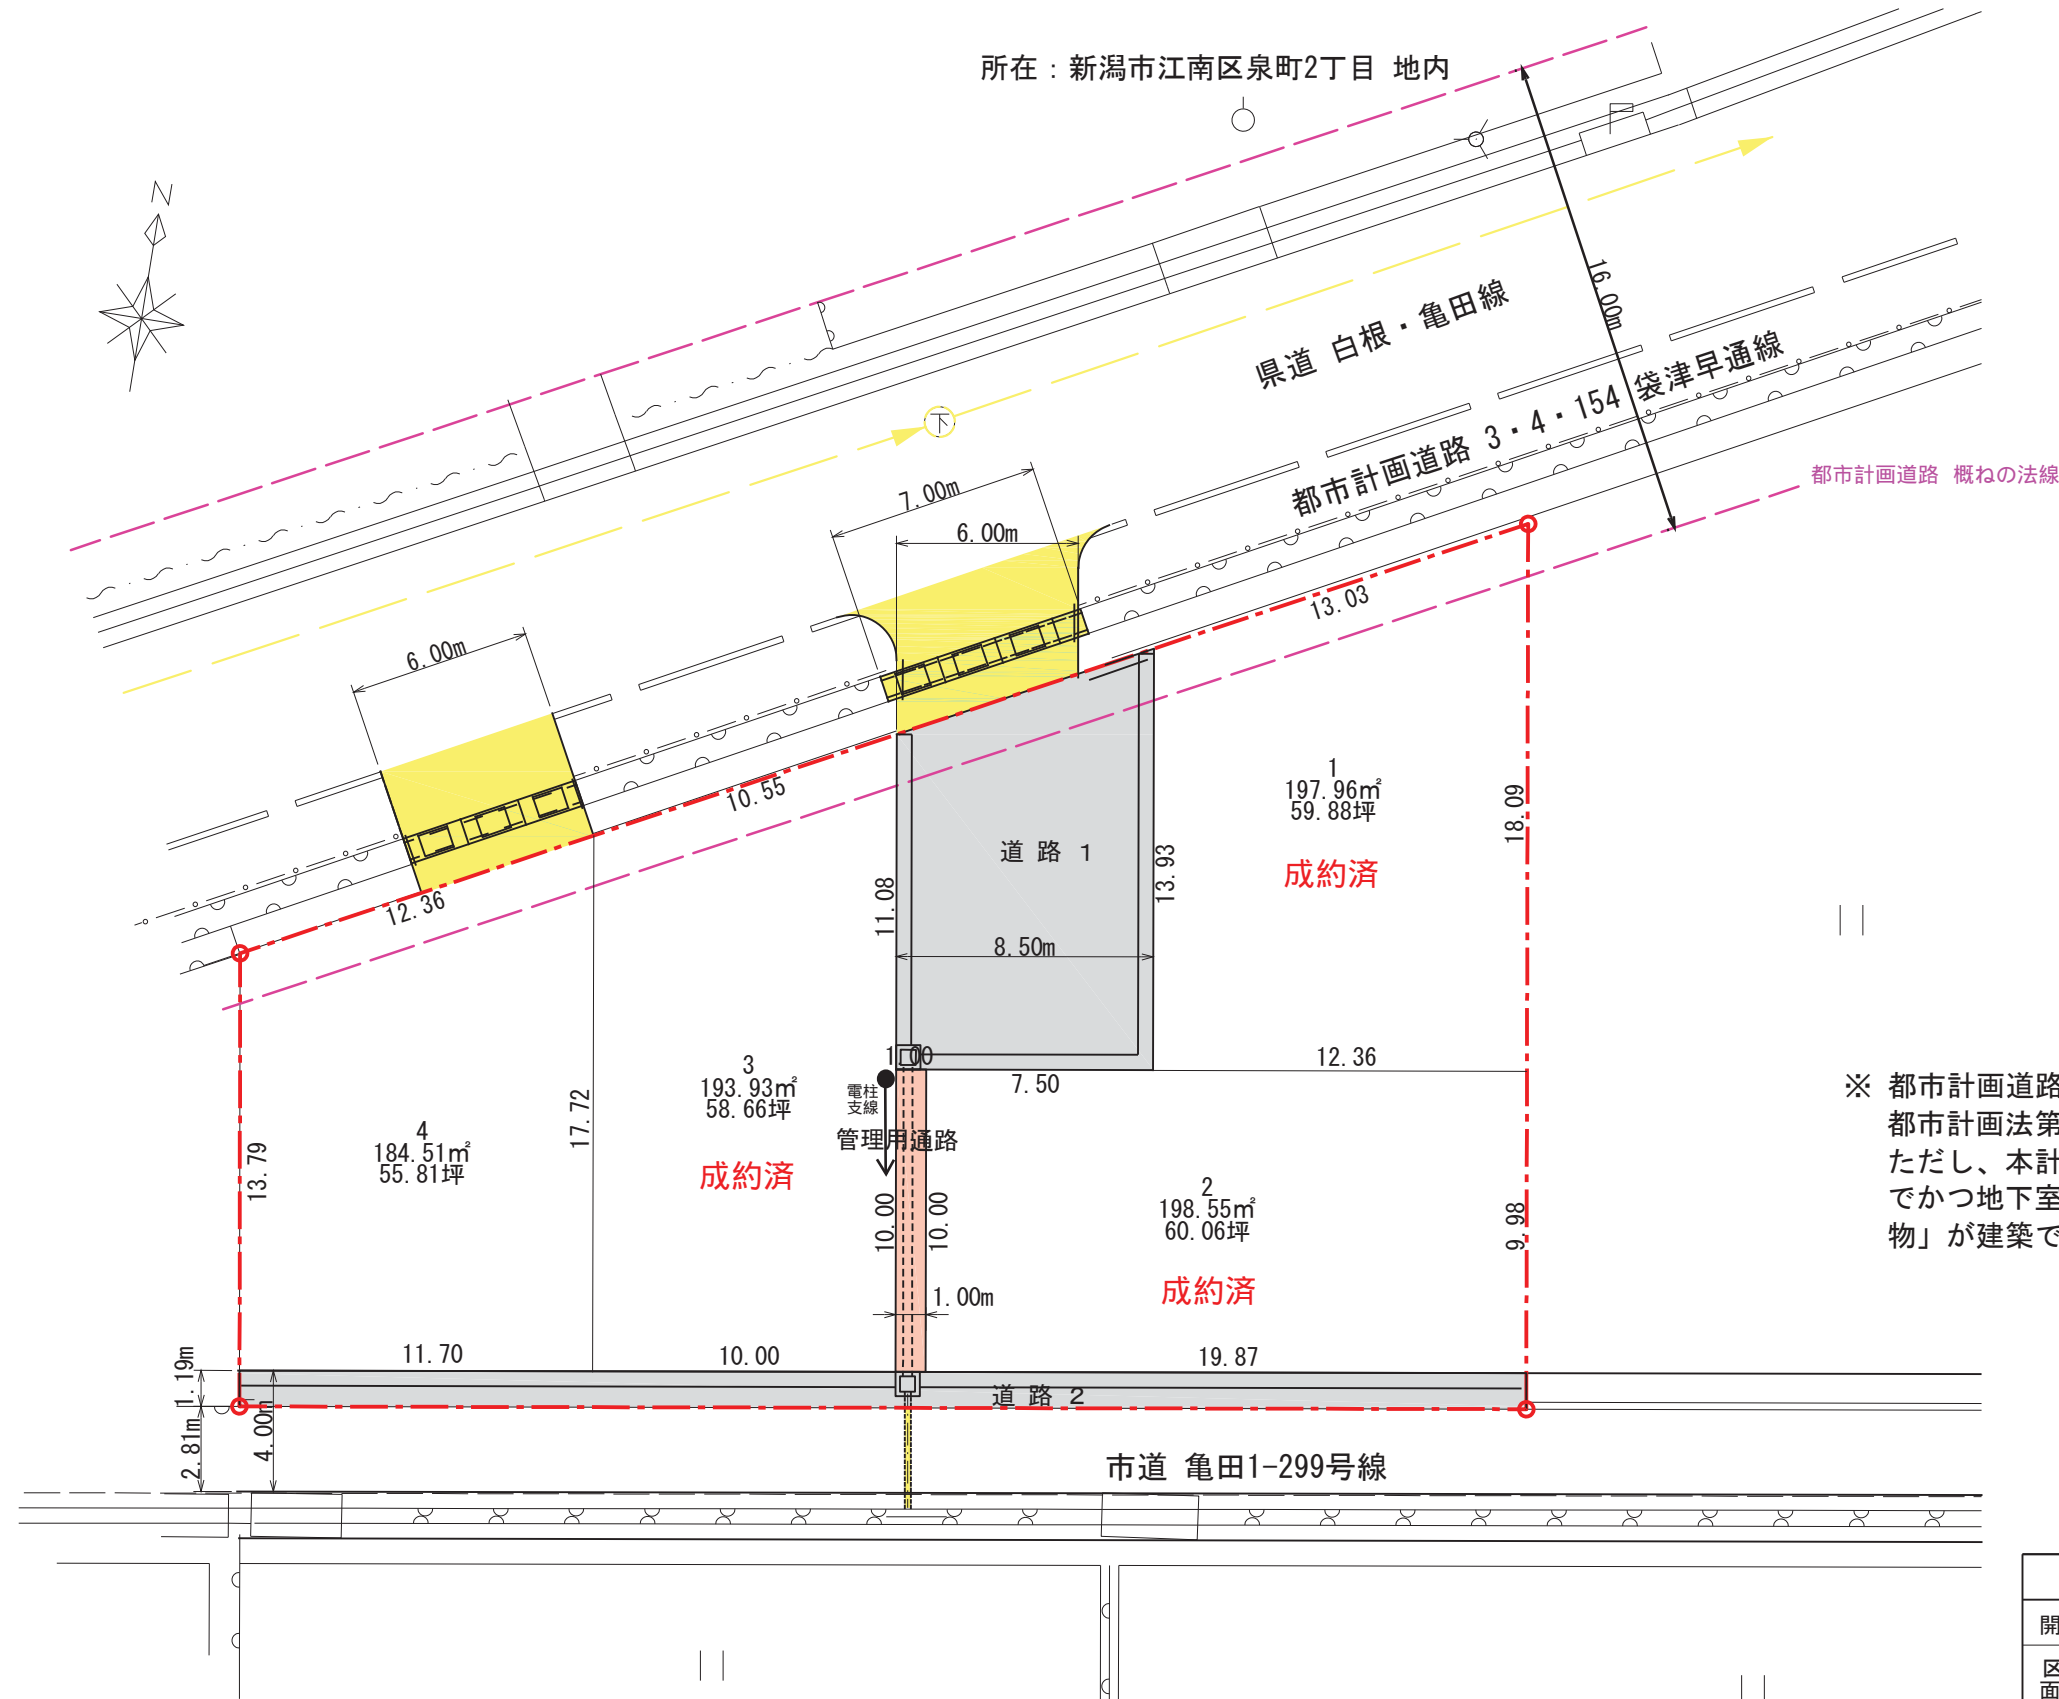 所在：新潟市江南区泉町2丁目 地内
N
16.00m
県道 白根・亀田線
都市計画道路 3・4・154 袋津早通線
都市計画道路 概ねの法線
下
7.00m
6.00m
6.00m
13.03
10.55
12.36
1
197.96㎡
59.88坪
成約済
18.09
道路 1
13.93
11.08
8.50m
1.00
7.50
12.36
3
193.93㎡
58.66坪
成約済
電柱
支線
管理用通路
17.72
4
184.51㎡
55.81坪
13.79
10.00
10.00
2
198.55㎡
60.06坪
成約済
9.98
1.00m
11.70
10.00
19.87
道路 2
1.19m
2.81m
4.00m
市道 亀田1-299号線
※ 都市計画道路
都市計画法第
ただし、本計
でかつ地下室
物」が建築で
開
区
面